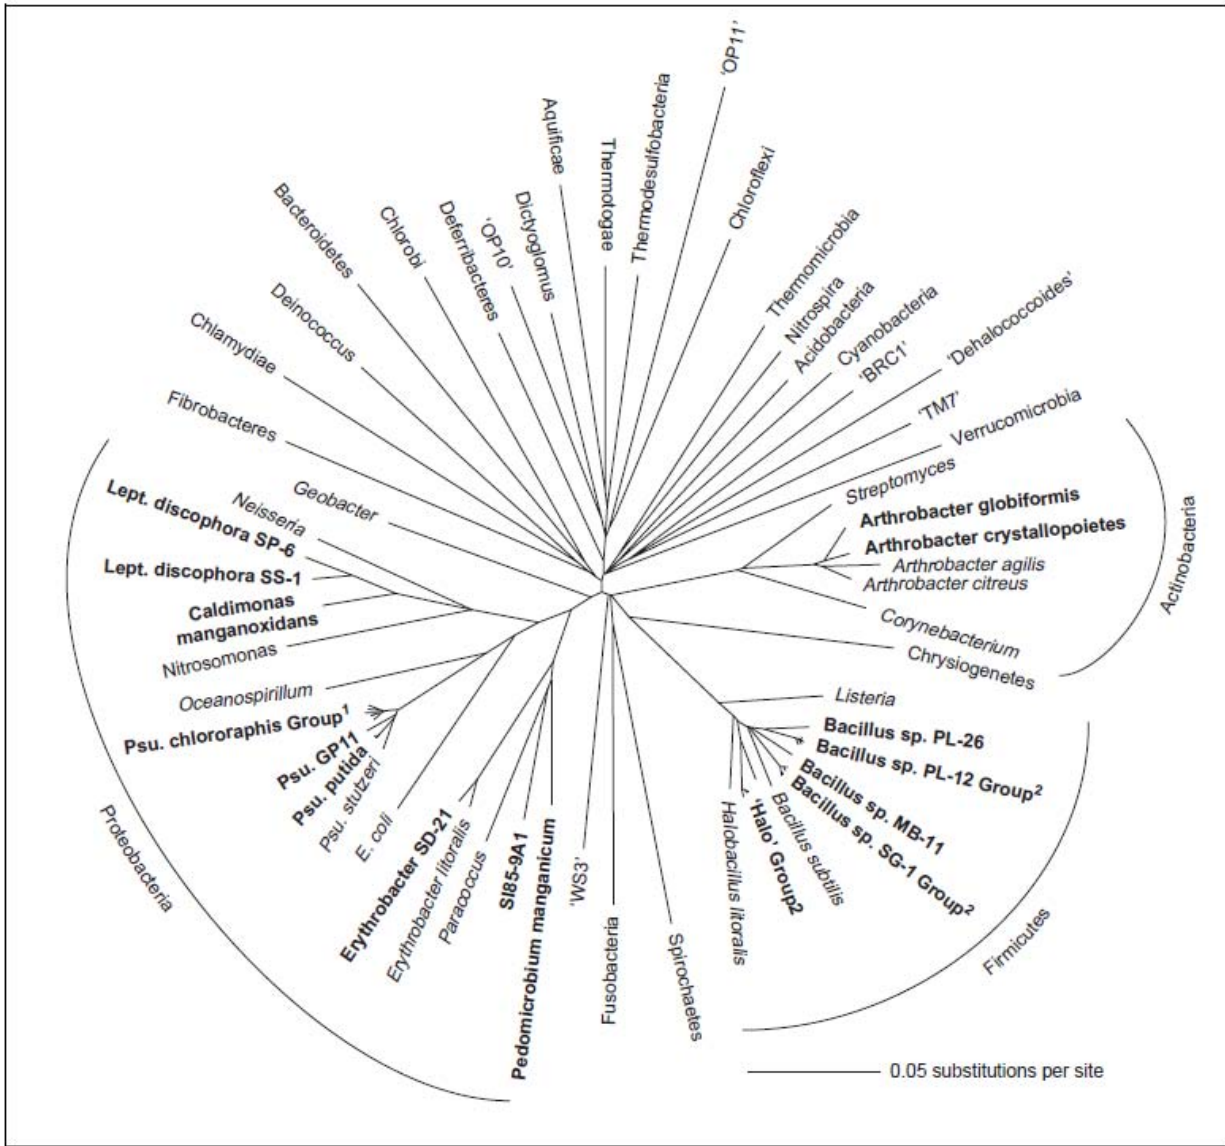 'OP11'
Thermodesulfobacteria
Aquificae
Thermotogae
Chloroflexi
Dictyoglomus
'OP10'
Deferribacteres
Chlorobi
Bacteroidetes
Deinococcus
Chlamydiae
Fibrobacteres
Thermomicrobia
Nitrospira
Acidobacteria
Cyanobacteria
'BRC1'
'Dehalococcoides'
'TM7'
Verrucomicrobia
Streptomyces
Arthrobacter globiformis
Arthrobacter crystallopoietes
Arthrobacter agilis
Arthrobacter citreus
Corynebacterium
Actinobacteria
Chrysiogenetes
Geobacter
Neisseria
Lept. discophora SP-6
Lept. discophora SS-1
Caldimonas
manganoxidans
Nitrosomonas
Oceanospirillum
Psu. chlororaphis Group1
Psu. GP11
Psu. putida
Psu. stutzeri
E. coli
Erythrobacter SD-21
Erythrobacter litoralis
Paracoccus
SI85-9A1
Pedomicrobium manganicum
Proteobacteria
'WS3'
Fusobacteria
Spirochaetes
Listeria
Bacillus sp. PL-26
Bacillus sp. PL-12 Group2
Bacillus sp. MB-11
Bacillus sp. SG-1 Group2
Bacillus subtilis
'Halo' Group2
Halobacillus litoralis
Firmicutes
0.05 substitutions per site